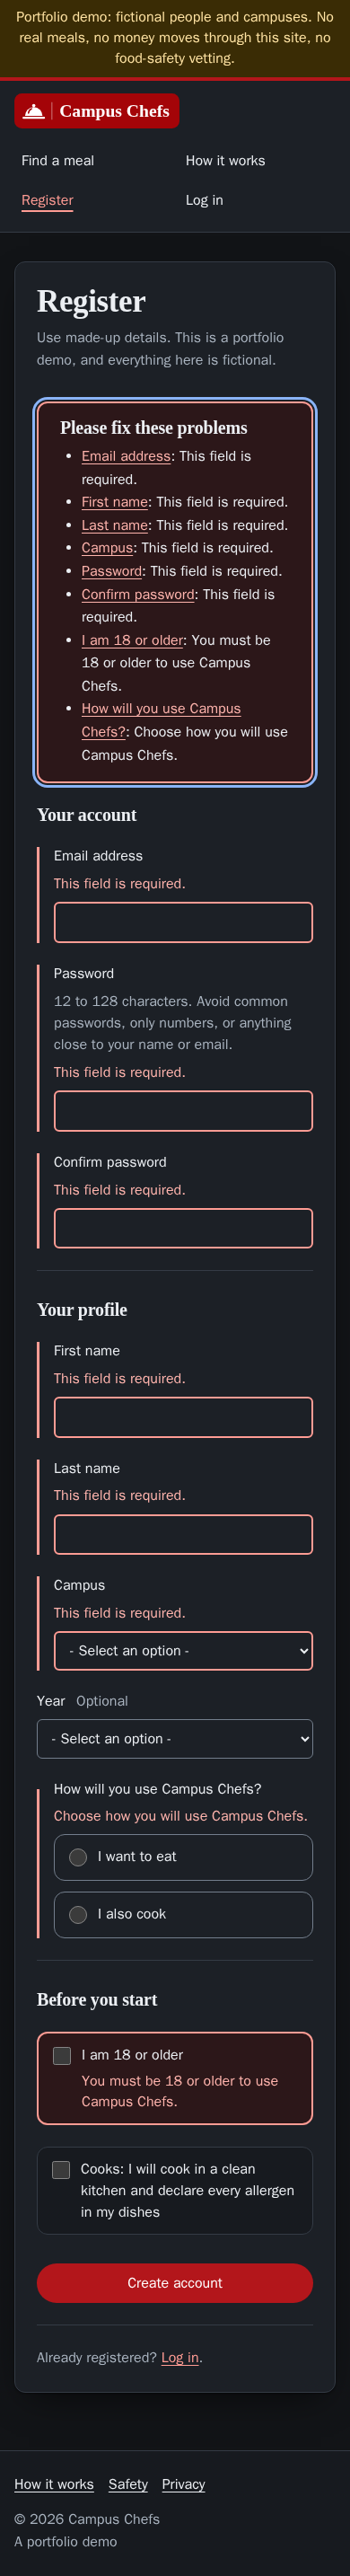 Portfolio demo: fictional people and campuses. No
real meals, no money moves through this site, no
food-safety vetting.
Campus Chefs
Find a meal
How it works
Register
Log in
Register
Use made-up details. This is a portfolio
demo, and everything here is fictional.
Please fix these problems
Email address: This field is
required.
First name: This field is required.
Last name: This field is required.
Campus: This field is required.
Password: This field is required.
Confirm password: This field is
required.
I am 18 or older: You must be
18 or older to use Campus
Chefs.
How will you use Campus
Chefs?: Choose how you will use
Campus Chefs.
Your account
Email address
This field is required.
Password
12 to 128 characters. Avoid common
passwords, only numbers, or anything
close to your name or email.
This field is required.
Confirm password
This field is required.
Your profile
First name
This field is required.
Last name
This field is required.
Campus
This field is required.
- Select an option -
Year Optional
- Select an option -
How will you use Campus Chefs?
Choose how you will use Campus Chefs.
I want to eat
I also cook
Before you start
I am 18 or older
You must be 18 or older to use
Campus Chefs.
Cooks: I will cook in a clean
kitchen and declare every allergen
in my dishes
Create account
Already registered? Log in.
How it works Safety Privacy
© 2026 Campus Chefs
A portfolio demo